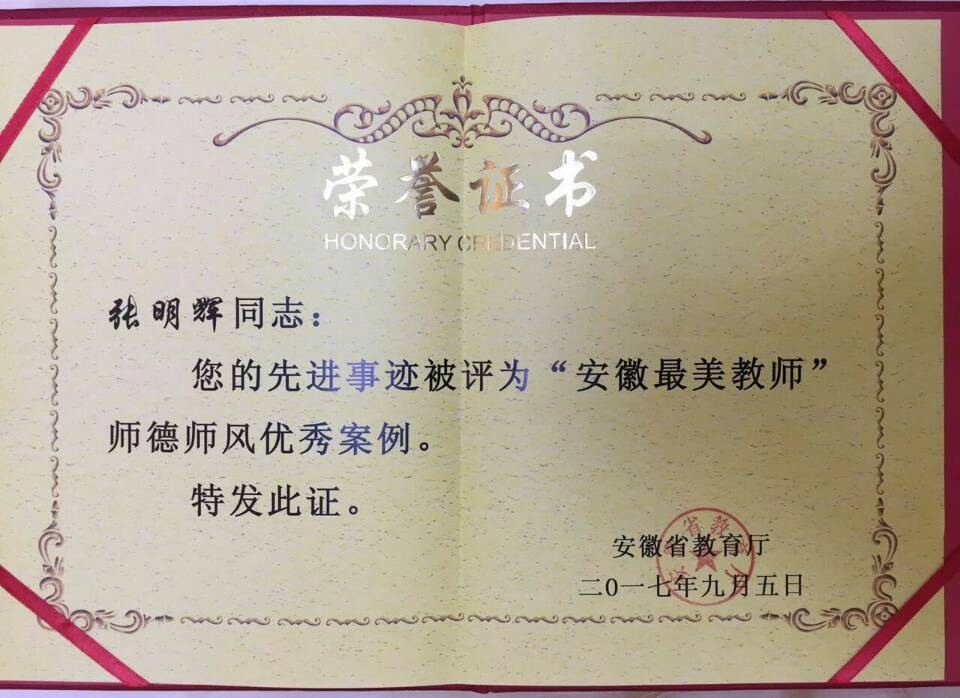 荣誉证书
HONORARY CREDENTIAL
张明辉同志：
您的先进事迹被评为“安徽最美教师”
师德师风优秀案例。
特发此证。
安徽省教育厅
二〇一七年九月五日